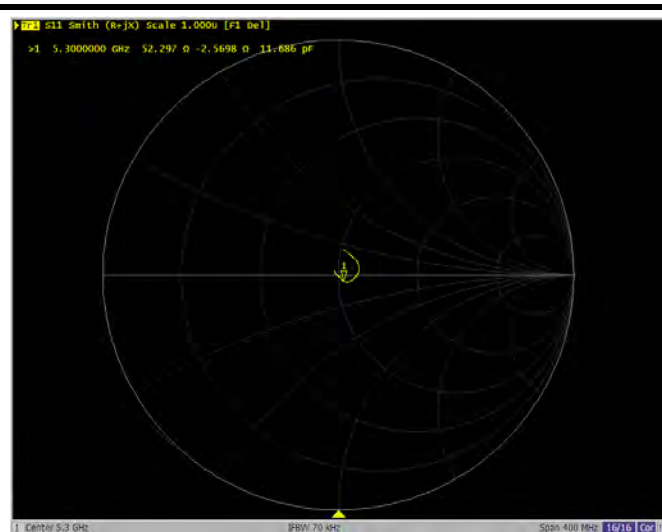 Tr1 S11 Smith (R+jX) Scale 1.000U [F1 Del]
>1 5.3000000 GHz 52.297 Ω -2.5698 Ω 11.686 pF
1
1 Center 5.3 GHz IFBW 70 kHz Span 400 MHz 16/16 Cor